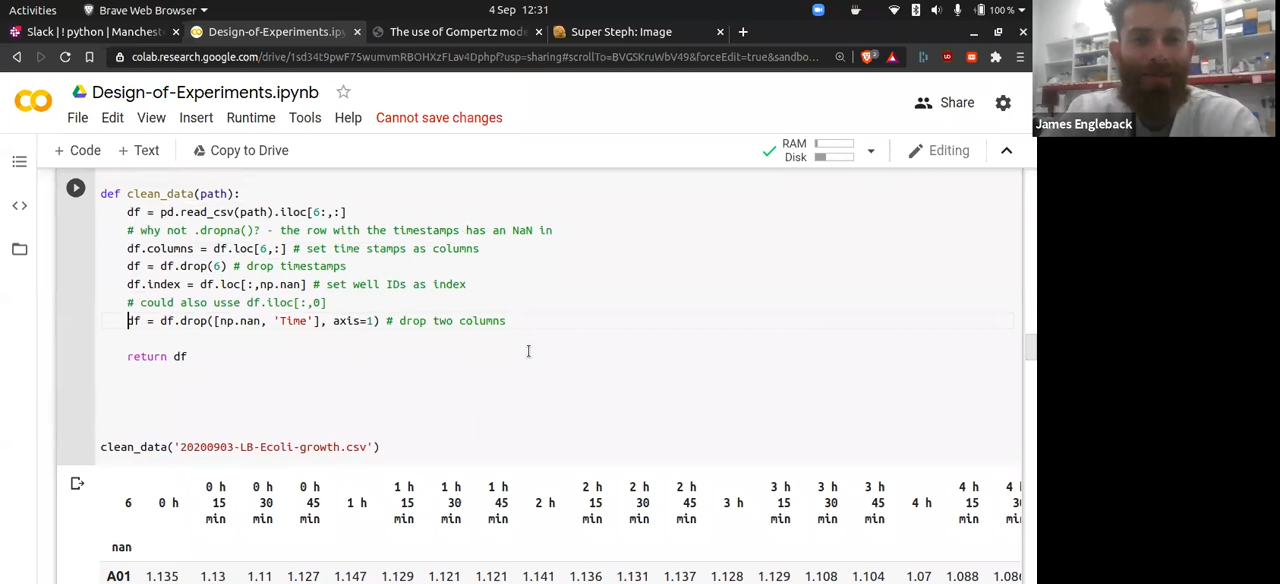 Activities Brave Web Browser 4 Sep 12:31 100 %
Slack | ! python | Manchest Design-of-Experiments.ipy The use of Gompertz mode Super Steph: Image
colab.research.google.com/drive/1sd34t9pwF75wumvmRBOHXzFLav4Dphpf?usp=sharing#scrollTo=BVGSKruWbV49&forceEdit=true&sandbo...
CO Design-of-Experiments.ipynb
Share
File Edit View Insert Runtime Tools Help Cannot save changes
James Engleback
+ Code + Text Copy to Drive RAM Disk Editing
def clean_data(path):
df = pd.read_csv(path).iloc[6:,:]
# why not .dropna()? - the row with the timestamps has an NaN in
df.columns = df.loc[6,:] # set time stamps as columns
df = df.drop(6) # drop timestamps
df.index = df.loc[:,np.nan] # set well IDs as index
# could also usse df.iloc[:,0]
df = df.drop([np.nan, 'Time'], axis=1) # drop two columns
return df
clean_data('20200903-LB-Ecoli-growth.csv')
6 0 h 0 h 15 min 0 h 30 min 0 h 45 min 1 h 1 h 15 min 1 h 30 min 1 h 45 min 2 h 2 h 15 min 2 h 30 min 2 h 45 min 3 h 3 h 15 min 3 h 30 min 3 h 45 min 4 h 4 h 15 min
nan
A01 1.135 1.13 1.11 1.127 1.147 1.129 1.121 1.121 1.141 1.136 1.131 1.137 1.128 1.129 1.108 1.104 1.07 1.088